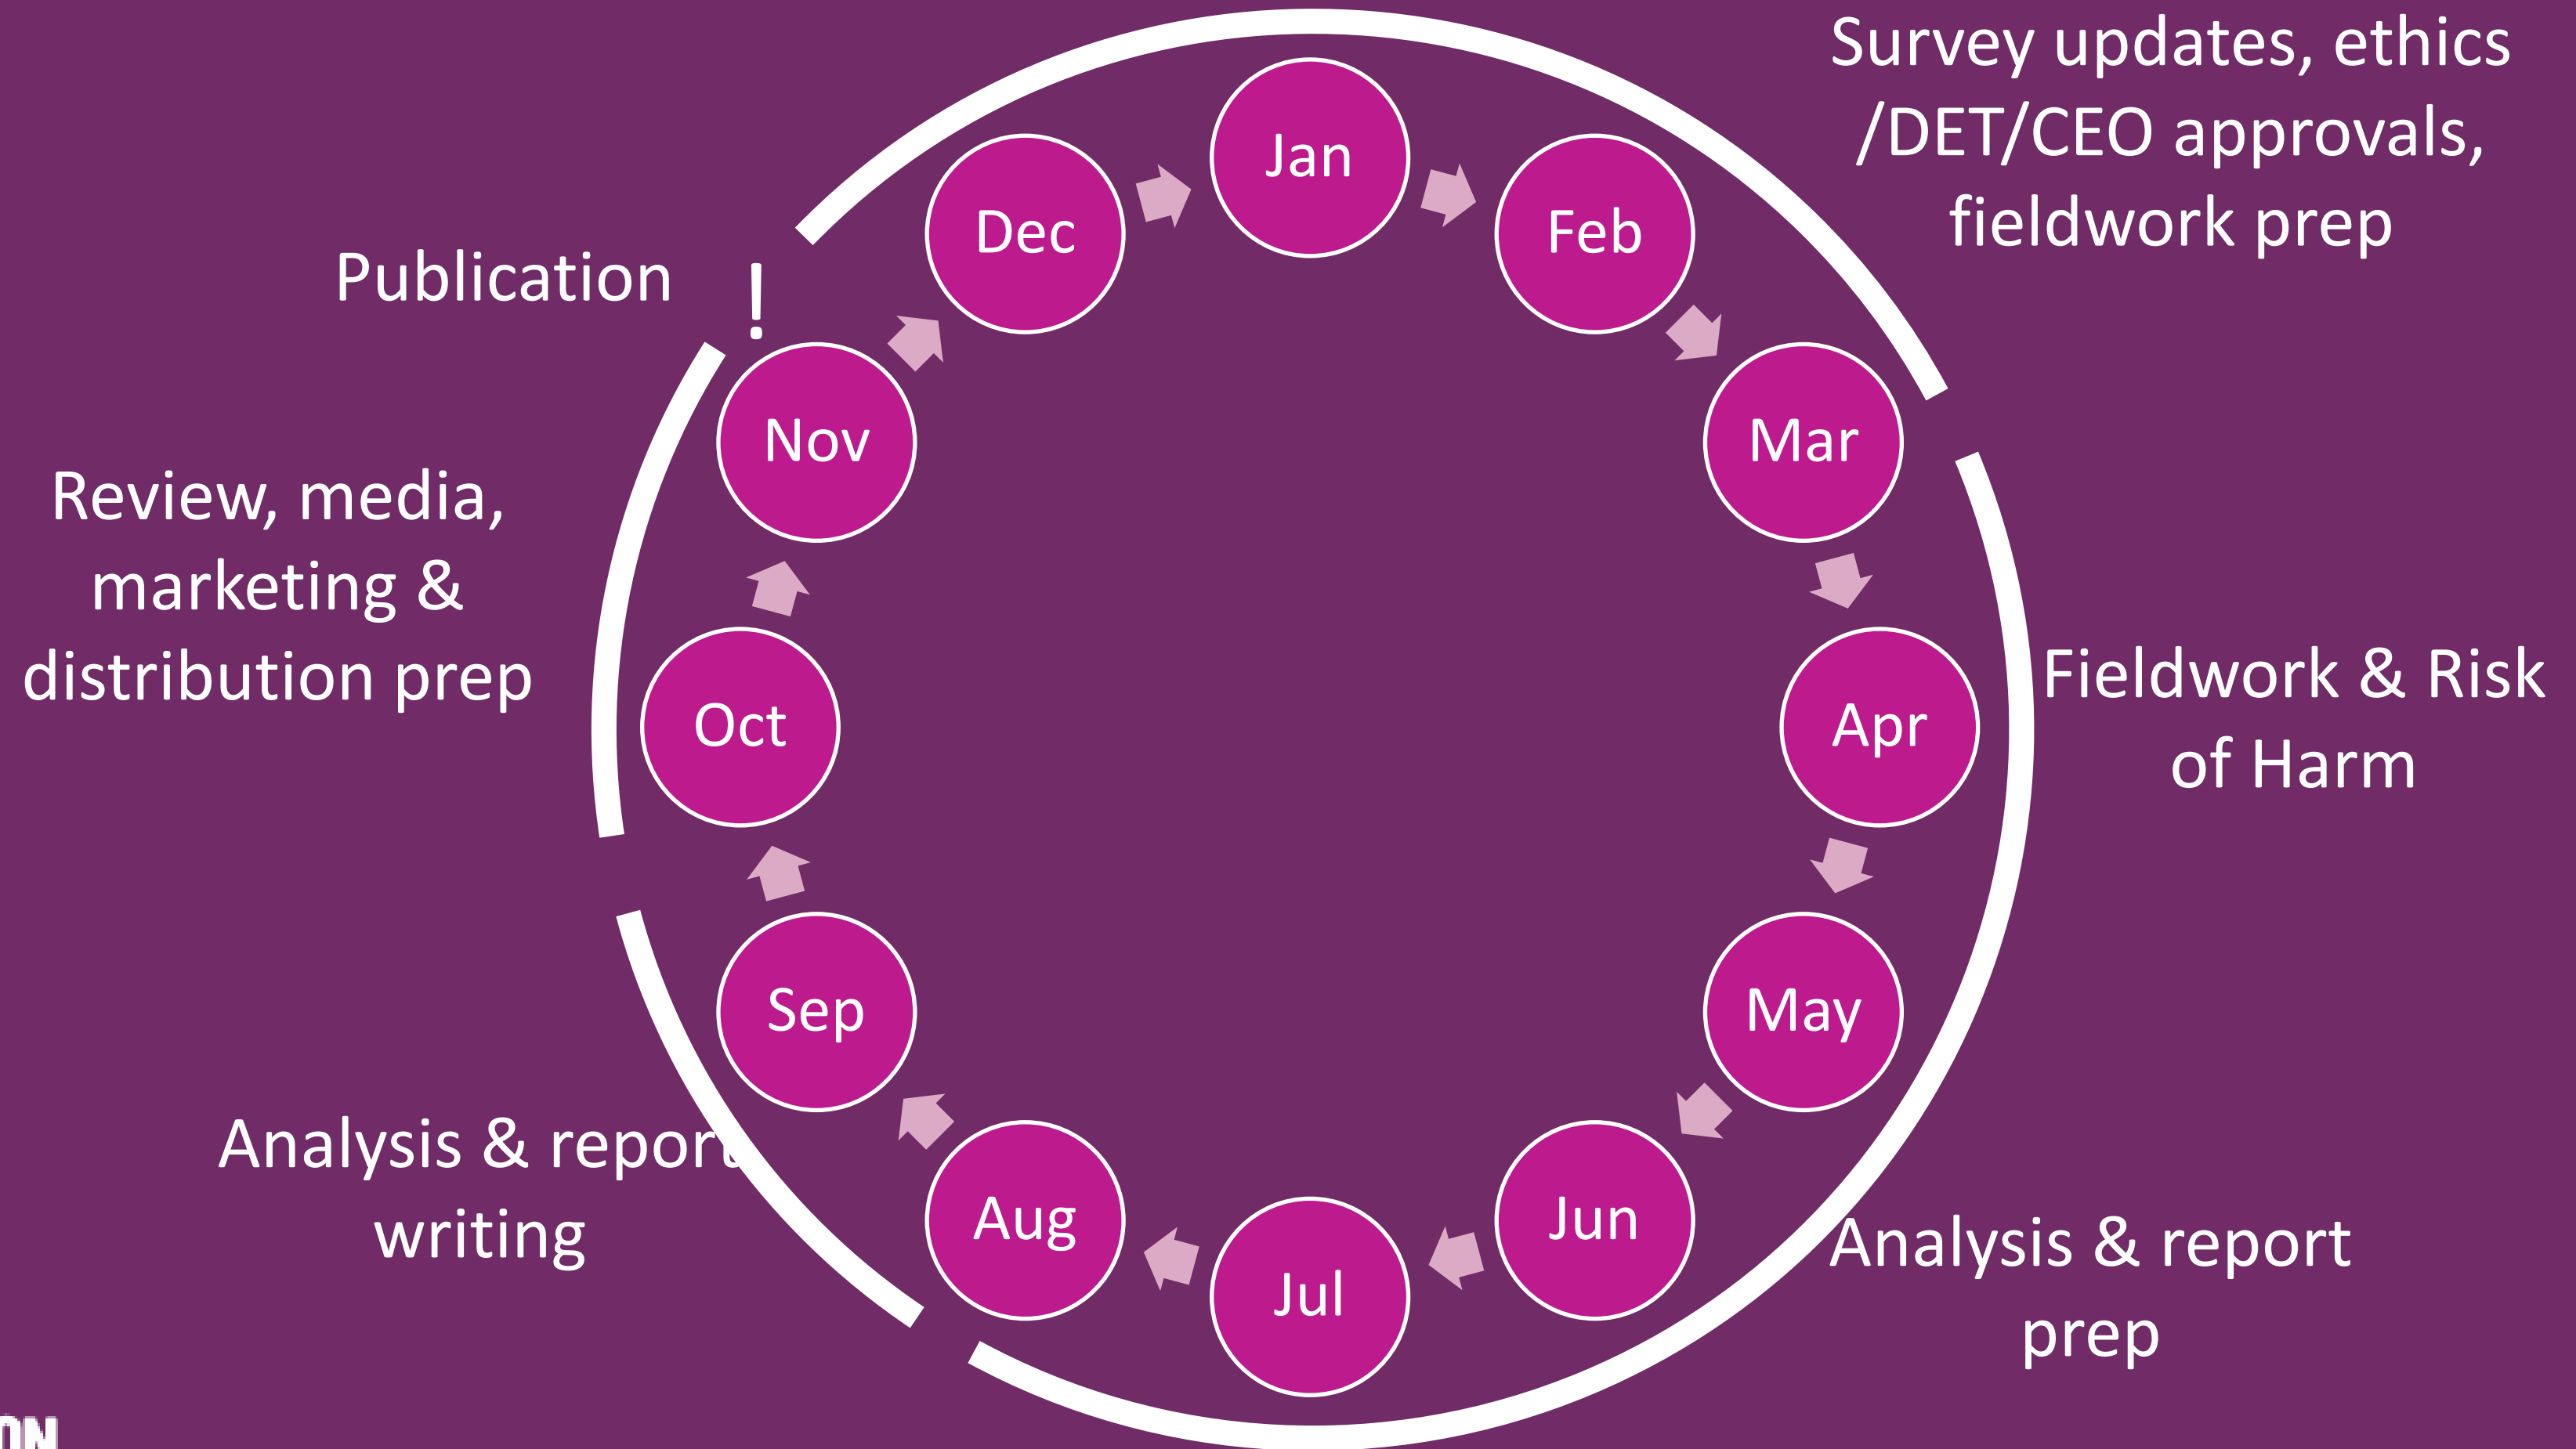 Survey updates, ethics
/DET/CEO approvals,
fieldwork prep
Jan
Feb
Mar
Apr
May
Jun
Jul
Aug
Sep
Oct
Nov
Dec
Fieldwork & Risk
of Harm
Analysis & report
prep
Analysis & report
writing
Review, media,
marketing &
distribution prep
Publication
!